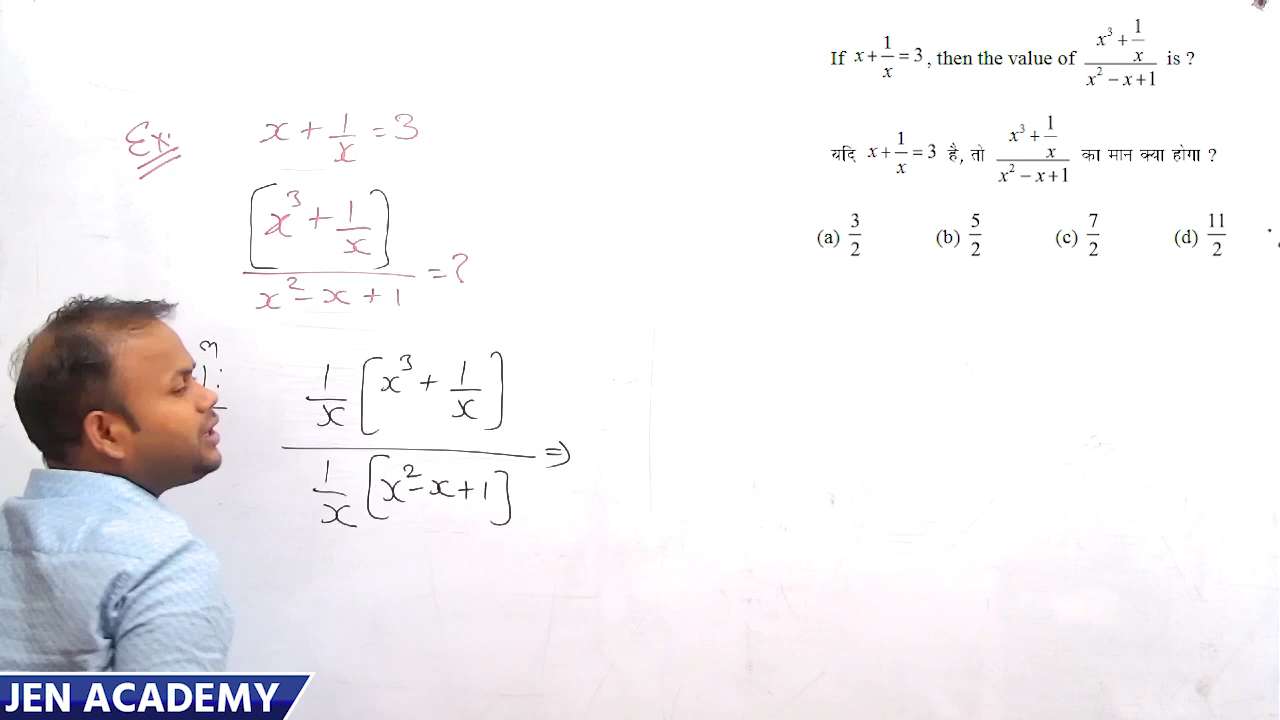 If x + 1/x = 3, then the value of (x³ + 1/x)/(x² − x + 1) is ?
यदि x + 1/x = 3 है, तो (x³ + 1/x)/(x² − x + 1) का मान क्या होगा ?
(a) 3/2 (b) 5/2 (c) 7/2 (d) 11/2
Ex:
x + 1/x = 3
[x³ + 1/x]/(x² − x + 1) = ?
1/x [x³ + 1/x] / 1/x [x² − x + 1] ⇒
JEN ACADEMY